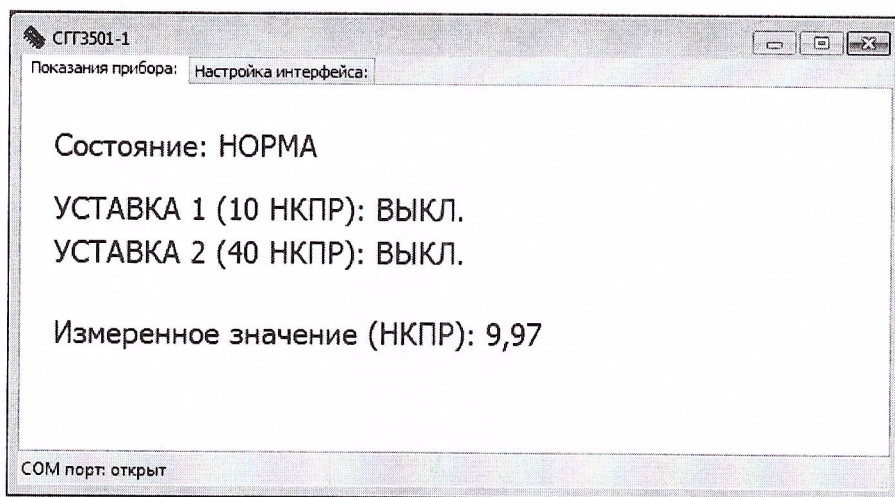 СГГ3501-1
Показания прибора: Настройка интерфейса:
Состояние: НОРМА
УСТАВКА 1 (10 НКПР): ВЫКЛ.
УСТАВКА 2 (40 НКПР): ВЫКЛ.
Измеренное значение (НКПР): 9,97
COM порт: открыт